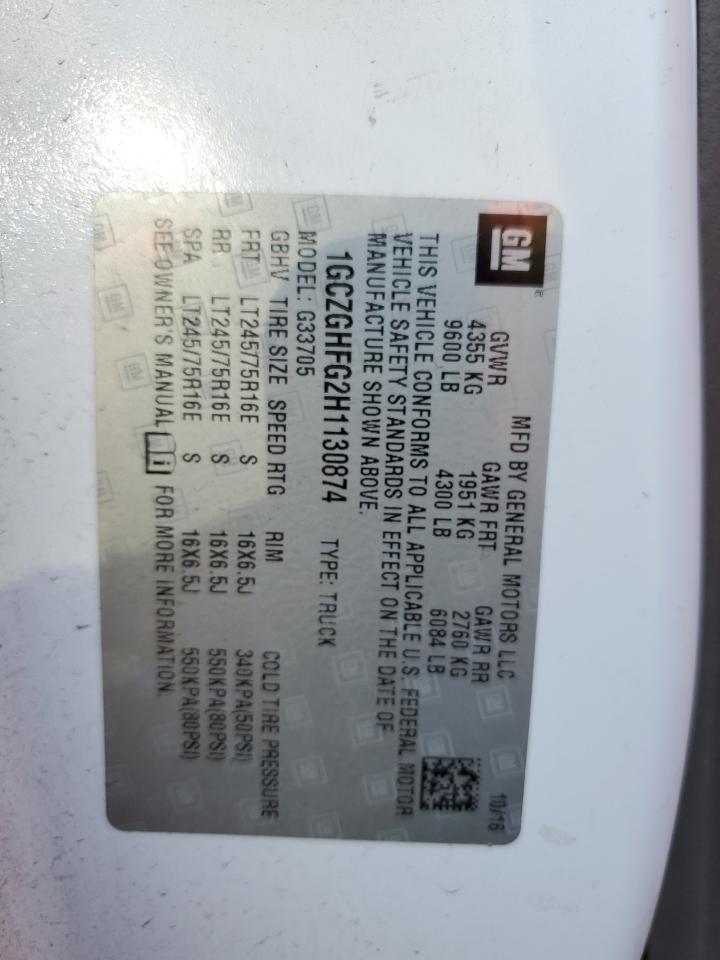 GM
MFD BY GENERAL MOTORS LLC 10/16
GVWR GAWR FRT GAWR RR
4355 KG 1951 KG 2760 KG
9600 LB 4300 LB 6084 LB
THIS VEHICLE CONFORMS TO ALL APPLICABLE U.S. FEDERAL MOTOR
VEHICLE SAFETY STANDARDS IN EFFECT ON THE DATE OF
MANUFACTURE SHOWN ABOVE.
1GCZGHFG2H1130874 TYPE: TRUCK
MODEL: G33705
GBHV TIRE SIZE SPEED RTG RIM COLD TIRE PRESSURE
FRT LT245/75R16E S 16X6.5J 340KPA(50PSI)
RR LT245/75R16E S 16X6.5J 550KPA(80PSI)
SPA LT245/75R16E S 16X6.5J 550KPA(80PSI)
SEE OWNER'S MANUAL i FOR MORE INFORMATION.